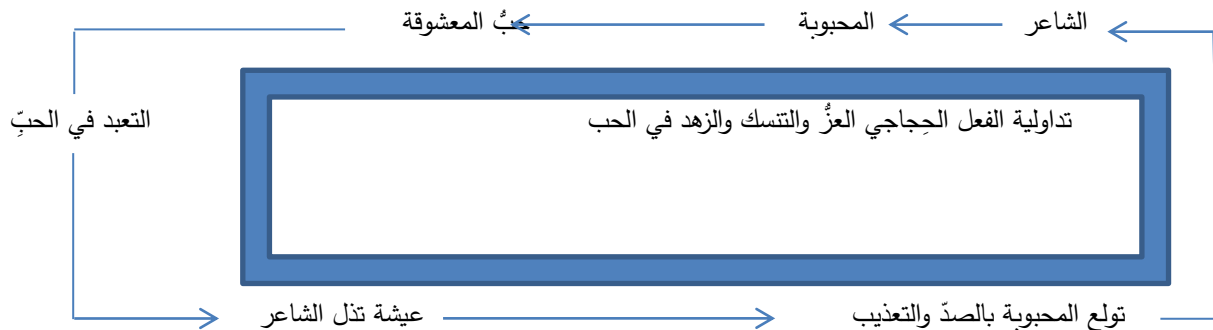 الشاعر
المحبوبة
حبُّ المعشوقة
تداولية الفعل الحِجاجي العزُّ والتنسك والزهد في الحب
التعبد في الحبِّ
عيشة تذل الشاعر
تولع المحبوبة بالصدّ والتعذيب